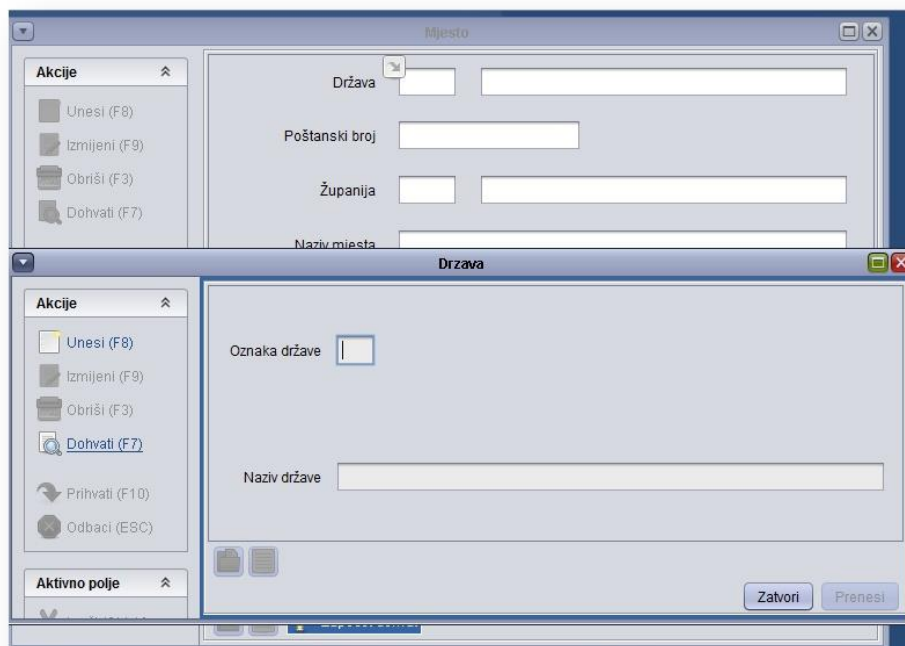 Mjesto
Akcije
Unesi (F8)
Izmijeni (F9)
Obriši (F3)
Dohvati (F7)
Država
Poštanski broj
Županija
Naziv mjesta
Drzava
Akcije
Unesi (F8)
Izmijeni (F9)
Obriši (F3)
Dohvati (F7)
Prihvati (F10)
Odbaci (ESC)
Aktivno polje
Oznaka države
Naziv države
Zatvori
Prenesi